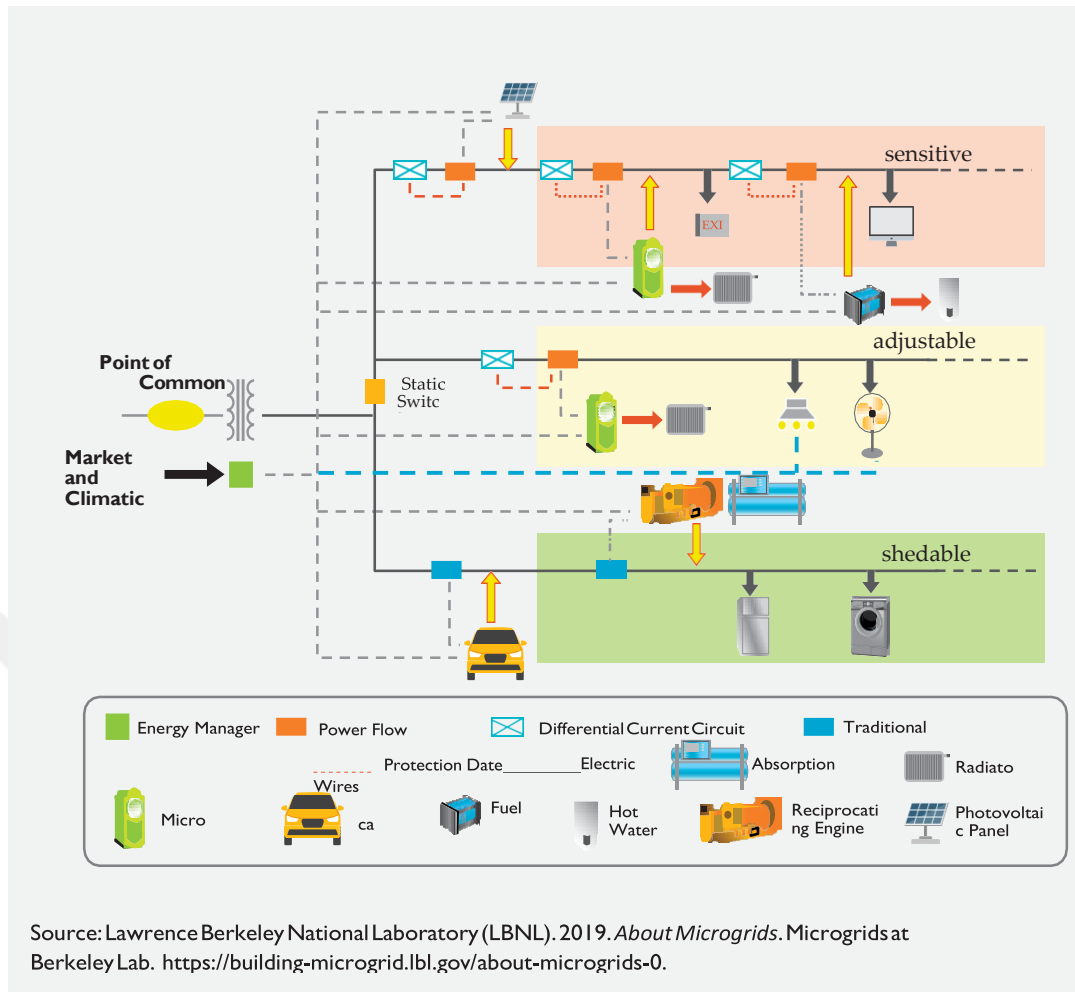 sensitive
EXI
adjustable
Point of
Common
Static
Switc
Market
and
Climatic
shedable
Energy Manager
Power Flow
Differential Current Circuit
Traditional
Protection Date________Electric
Wires
Absorption
Radiato
Micro
ca
Fuel
Hot
Water
Reciprocati
ng Engine
Photovoltai
c Panel
Source: Lawrence Berkeley National Laboratory (LBNL). 2019. About Microgrids. Microgrids at
Berkeley Lab. https://building-microgrid.lbl.gov/about-microgrids-0.